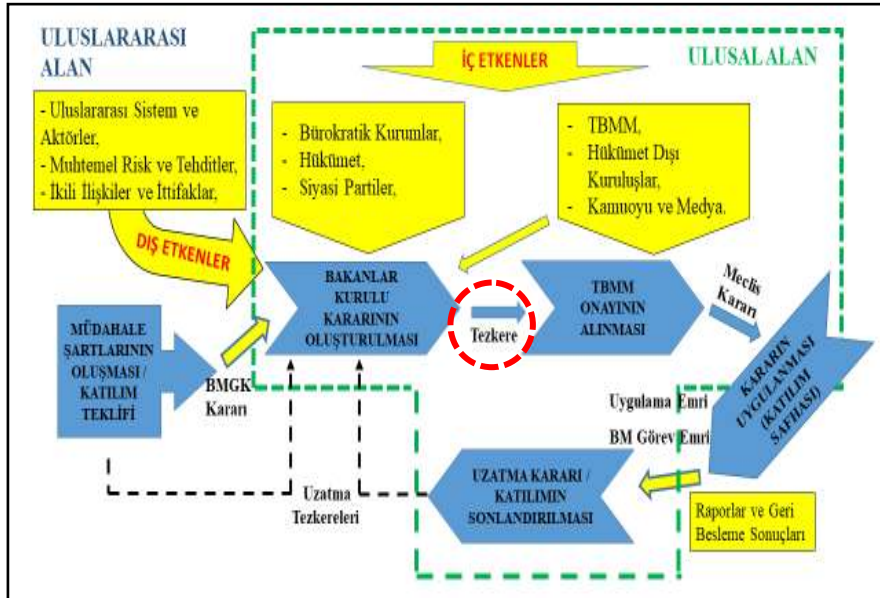 ULUSLARARASI
ALAN
İÇ ETKENLER
ULUSAL ALAN
- Uluslararası Sistem ve
Aktörler,
- Muhtemel Risk ve Tehditler,
- İkili İlişkiler ve İttifaklar,
- Bürokratik Kurumlar,
- Hükümet,
- Siyasi Partiler,
- TBMM,
- Hükümet Dışı
Kuruluşlar,
- Kamuoyu ve Medya.
DIŞ ETKENLER
MÜDAHALE
ŞARTLARININ
OLUŞMASI /
KATILIM
TEKLİFİ
BMGK
Kararı
BAKANLAR
KURULU
KARARININ
OLUŞTURULMASI
Tezkere
TBMM
ONAYININ
ALINMASI
Meclis
Kararı
KARARIN
UYGULANMASI
(KATILIM
SAFHASI)
Uygulama Emri
BM Görev Emri
Raporlar ve Geri
Besleme Sonuçları
UZATMA KARARI /
KATILIMIN
SONLANDIRILMASI
Uzatma
Tezkereleri